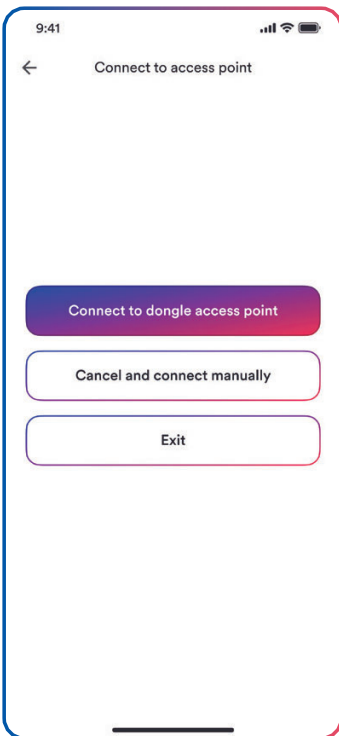 9:41
Connect to access point
Connect to dongle access point
Cancel and connect manually
Exit